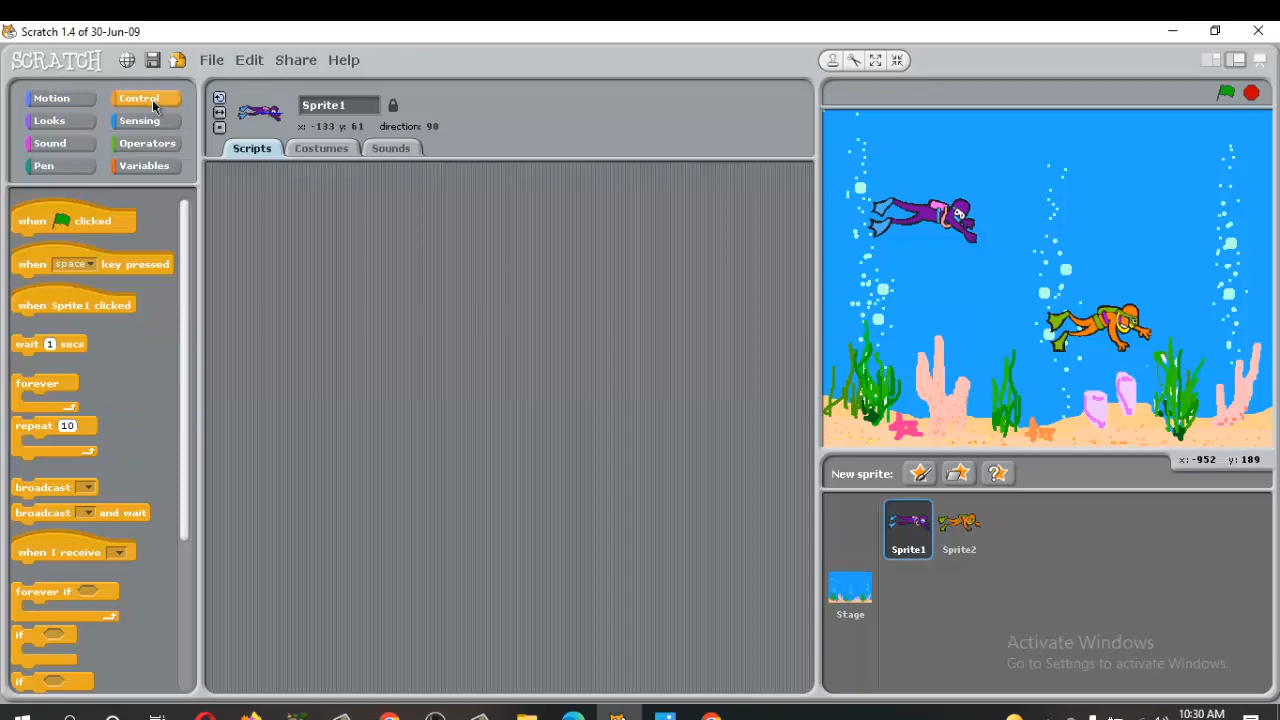 Scratch 1.4 of 30-Jun-09
SCRATCH File Edit Share Help
Motion Control
Looks Sensing
Sound Operators
Pen Variables
Sprite1
x: -133 y: 61 direction: 90
Scripts Costumes Sounds
when clicked
when space key pressed
when Sprite1 clicked
wait 1 secs
forever
repeat 10
broadcast
broadcast and wait
when I receive
forever if
if
if
x: -952 y: 189
New sprite:
Sprite1 Sprite2
Stage
Activate Windows
Go to Settings to activate Windows.
10:30 AM